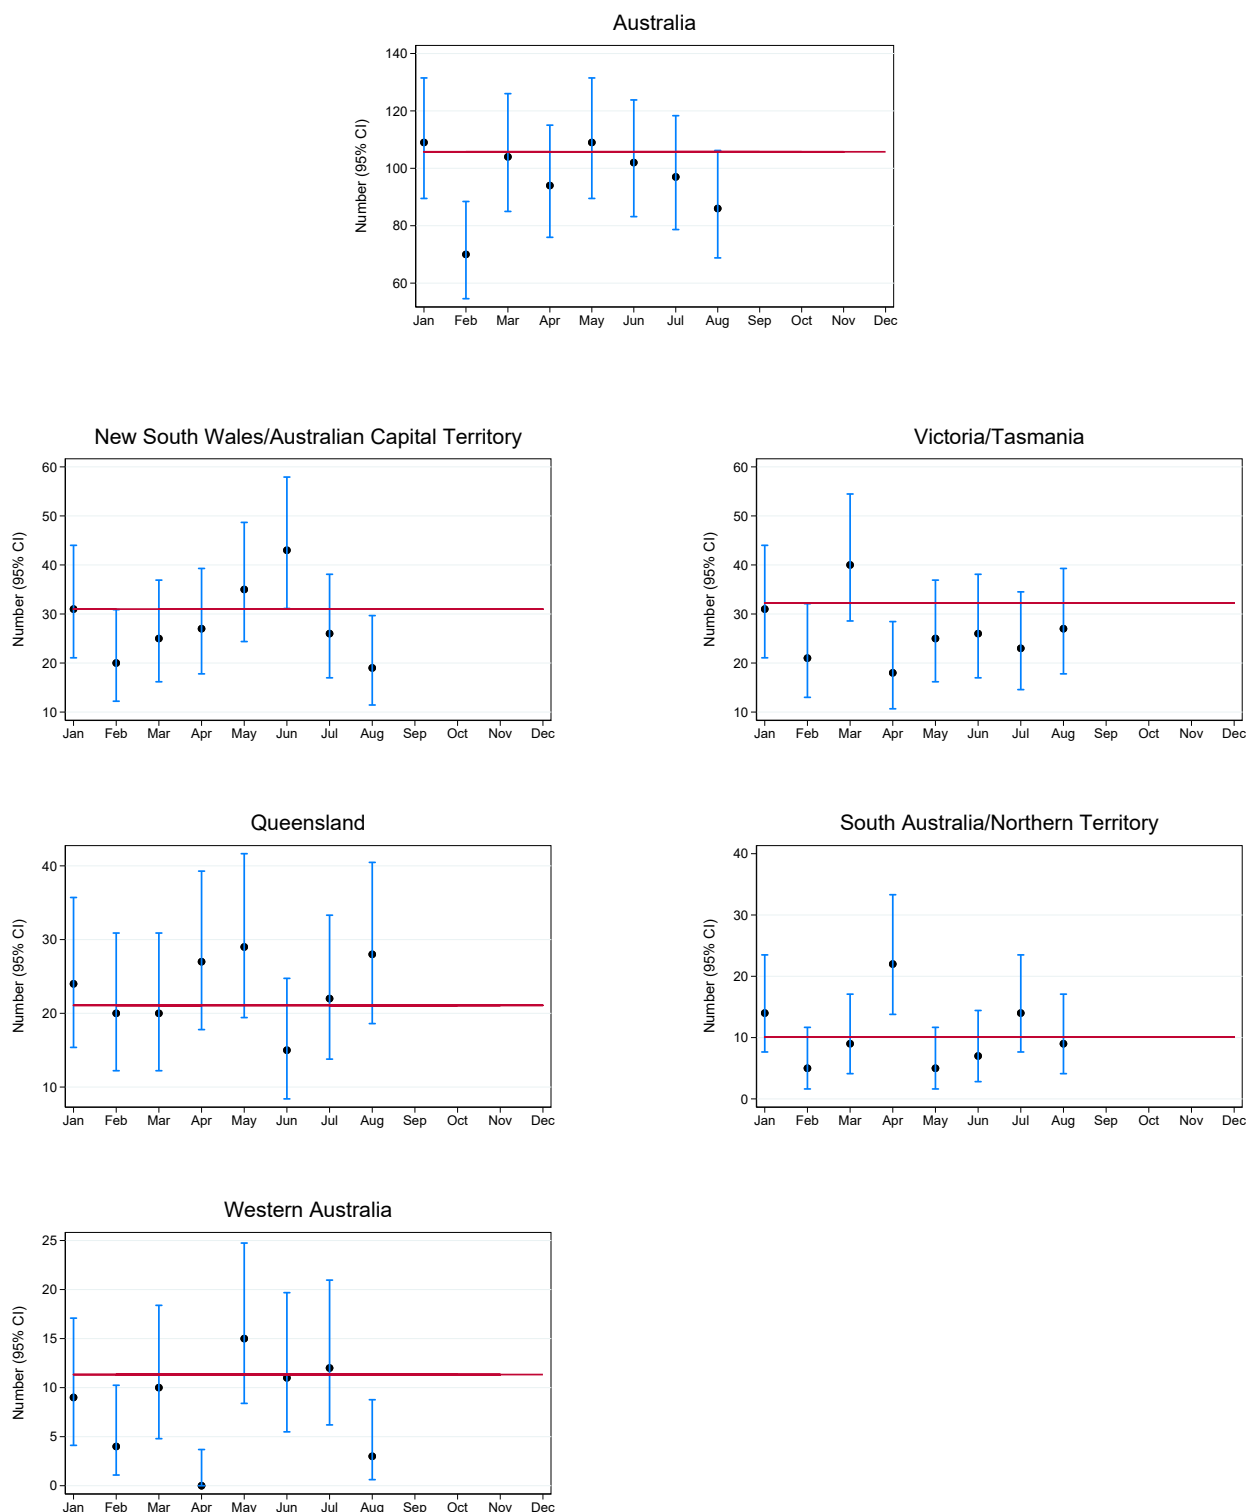 Australia
Number (95% CI)
140
120
100
80
60
Jan Feb Mar Apr May Jun Jul Aug Sep Oct Nov Dec
New South Wales/Australian Capital Territory
Number (95% CI)
60
50
40
30
20
10
Jan Feb Mar Apr May Jun Jul Aug Sep Oct Nov Dec
Victoria/Tasmania
Number (95% CI)
60
50
40
30
20
10
Jan Feb Mar Apr May Jun Jul Aug Sep Oct Nov Dec
Queensland
Number (95% CI)
40
30
20
10
Jan Feb Mar Apr May Jun Jul Aug Sep Oct Nov Dec
South Australia/Northern Territory
Number (95% CI)
40
30
20
10
0
Jan Feb Mar Apr May Jun Jul Aug Sep Oct Nov Dec
Western Australia
Number (95% CI)
25
20
15
10
5
0
Jan Feb Mar Apr May Jun Jul Aug Sep Oct Nov Dec